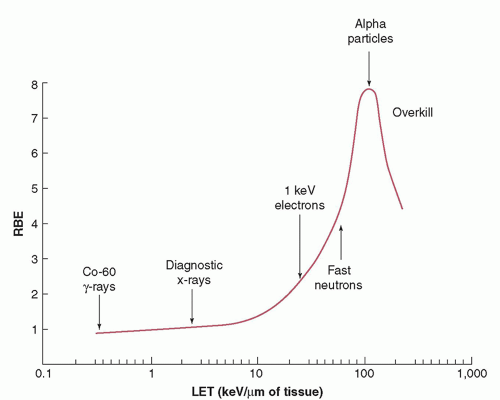 Alpha
particles
8
Overkill
7
6
5
1 keV
electrons
4
RBE
3
Co-60
γ-rays
Diagnostic
x-rays
Fast
neutrons
2
1
0.1
1
10
100
1,000
LET (keV/μm of tissue)